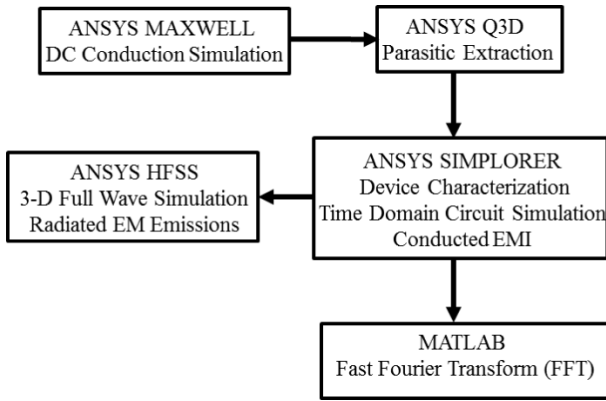 ANSYS MAXWELL
DC Conduction Simulation
ANSYS Q3D
Parasitic Extraction
ANSYS HFSS
3-D Full Wave Simulation
Radiated EM Emissions
ANSYS SIMPLORER
Device Characterization
Time Domain Circuit Simulation
Conducted EMI
MATLAB
Fast Fourier Transform (FFT)